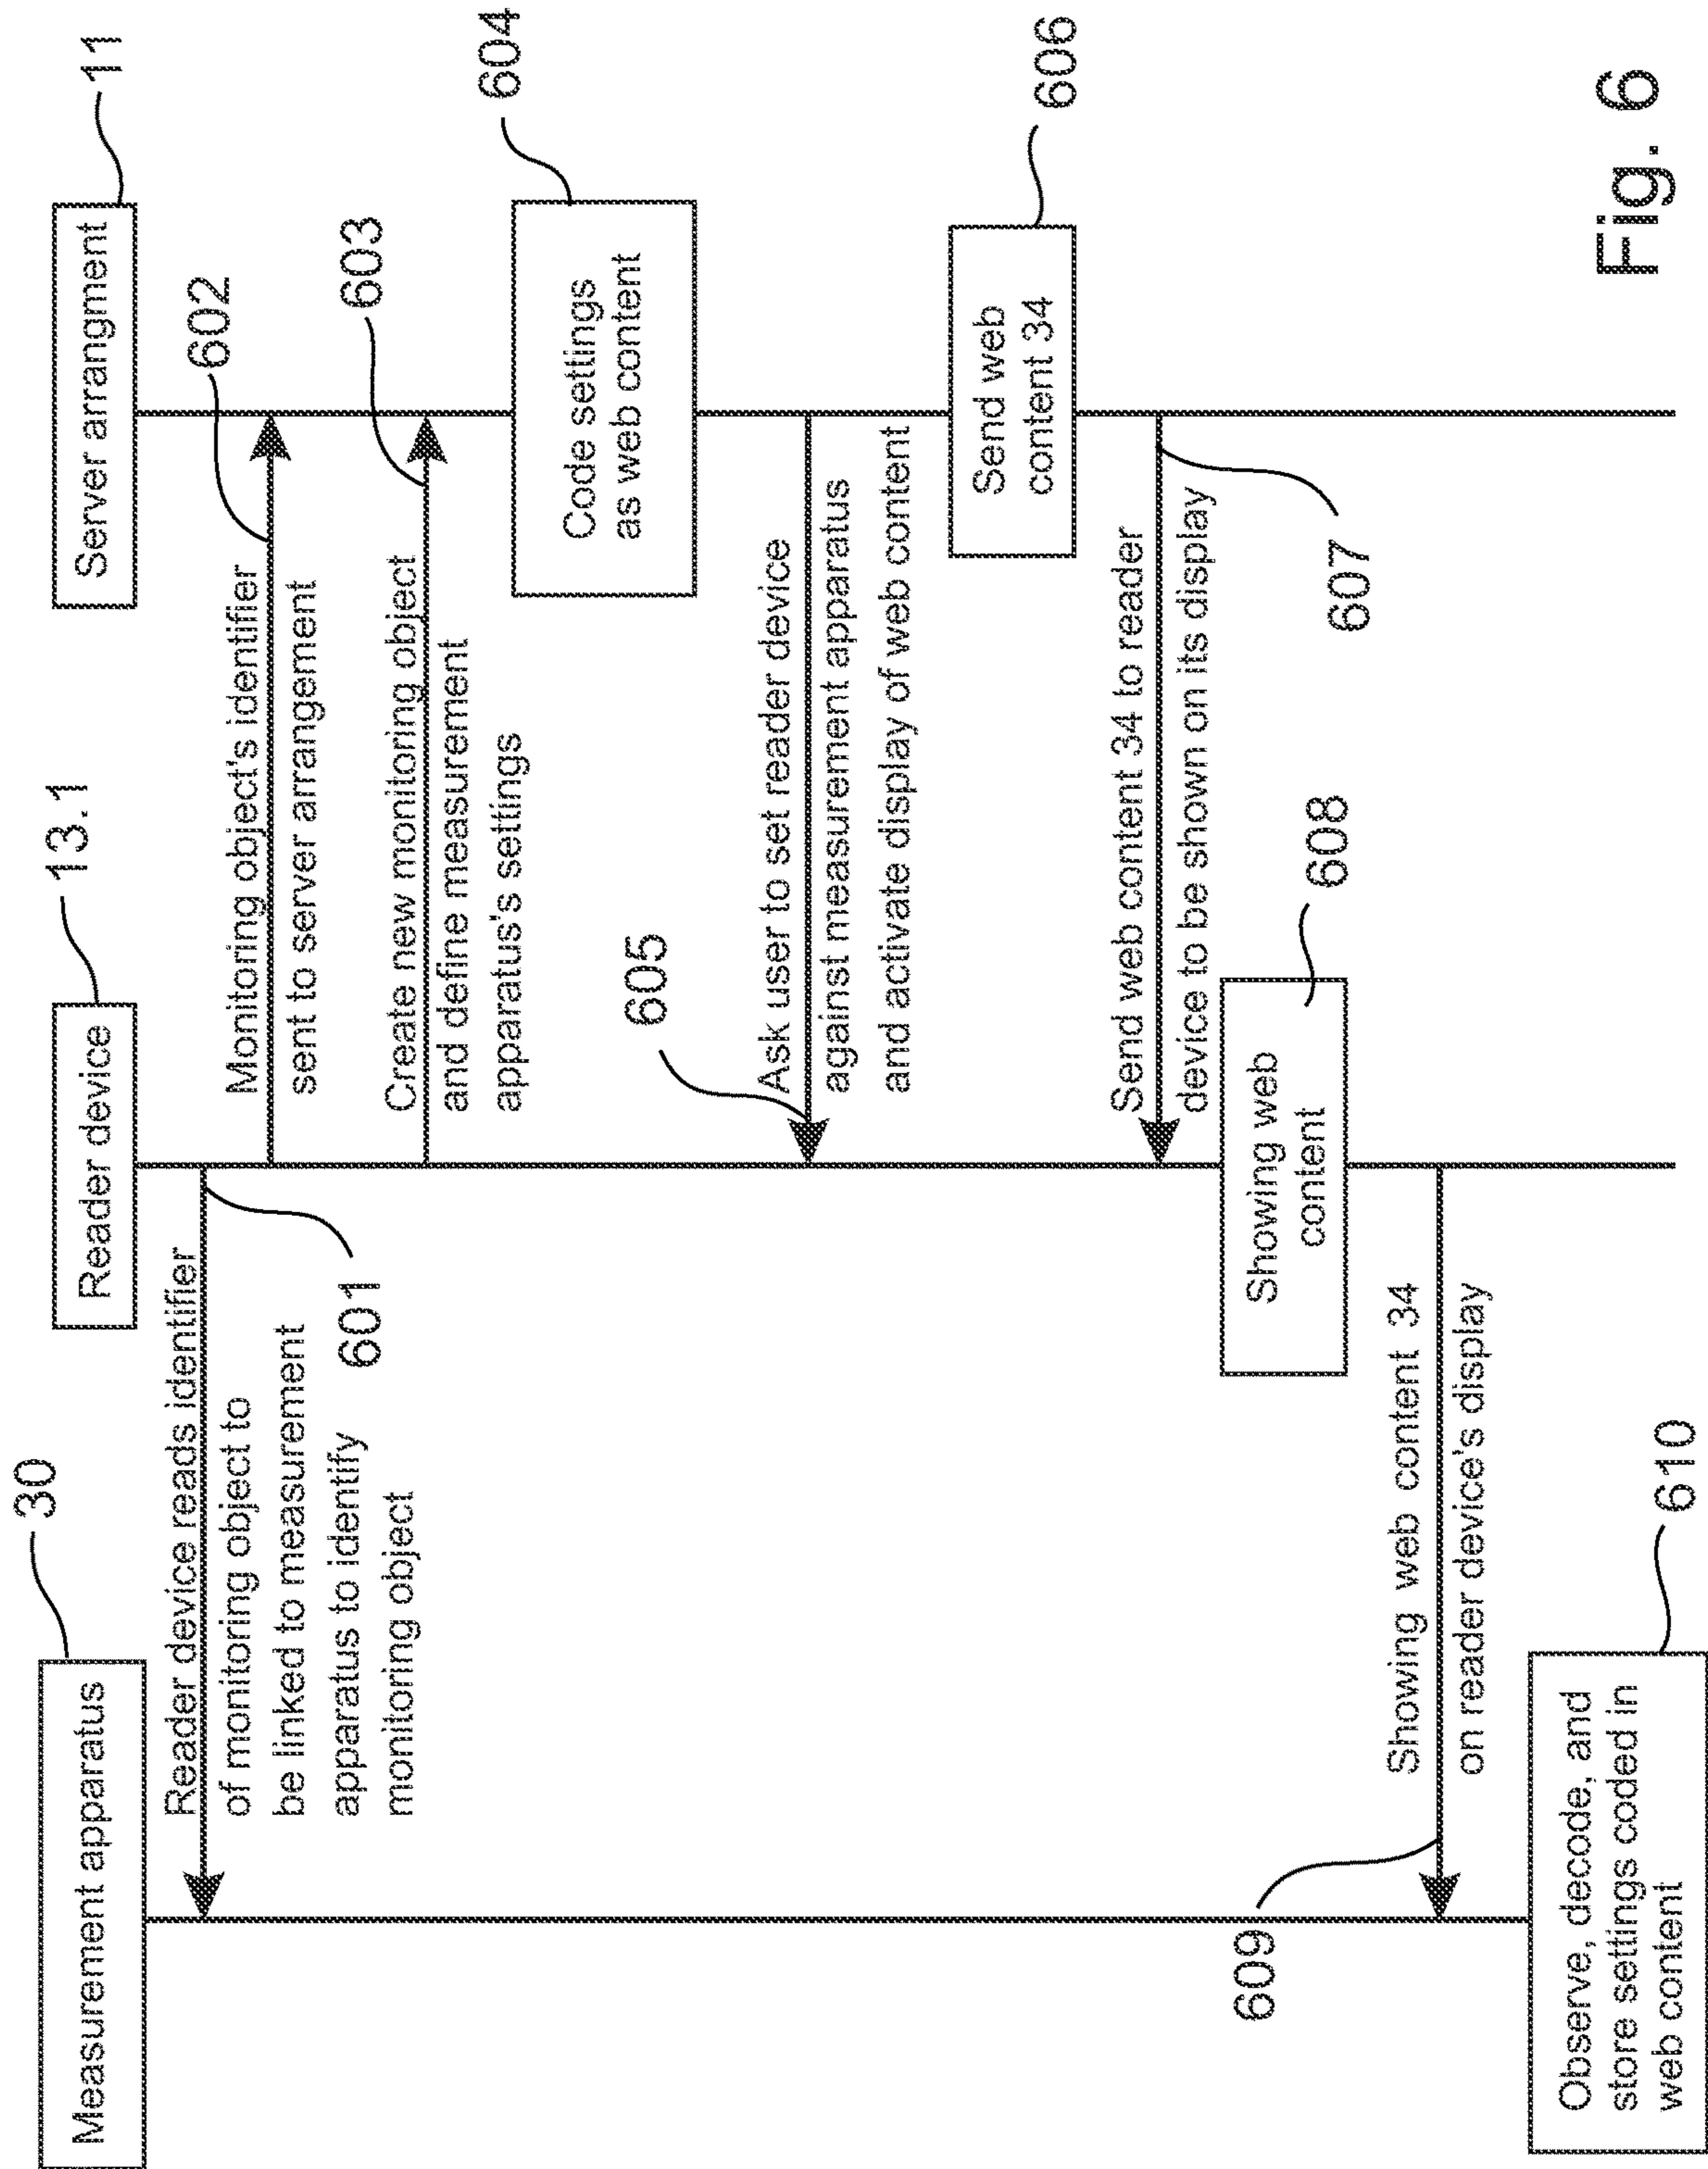 30
13.1
11
Measurement apparatus
Reader device
Server arrangment
Reader device reads identifier
of monitoring object to
be linked to measurement
apparatus to identify
monitoring object
601
Monitoring object's identifier
sent to server arrangement
602
Create new monitoring object
and define measurement
apparatus's settings
603
Code settings
as web content
604
605
Ask user to set reader device
against measurement apparatus
and activate display of web content
Send web
content 34
606
Send web content 34 to reader
device to be shown on its display
607
Showing web
content
608
609
Showing web content 34
on reader device's display
Observe, decode, and
store settings coded in
web content
610
Fig. 6